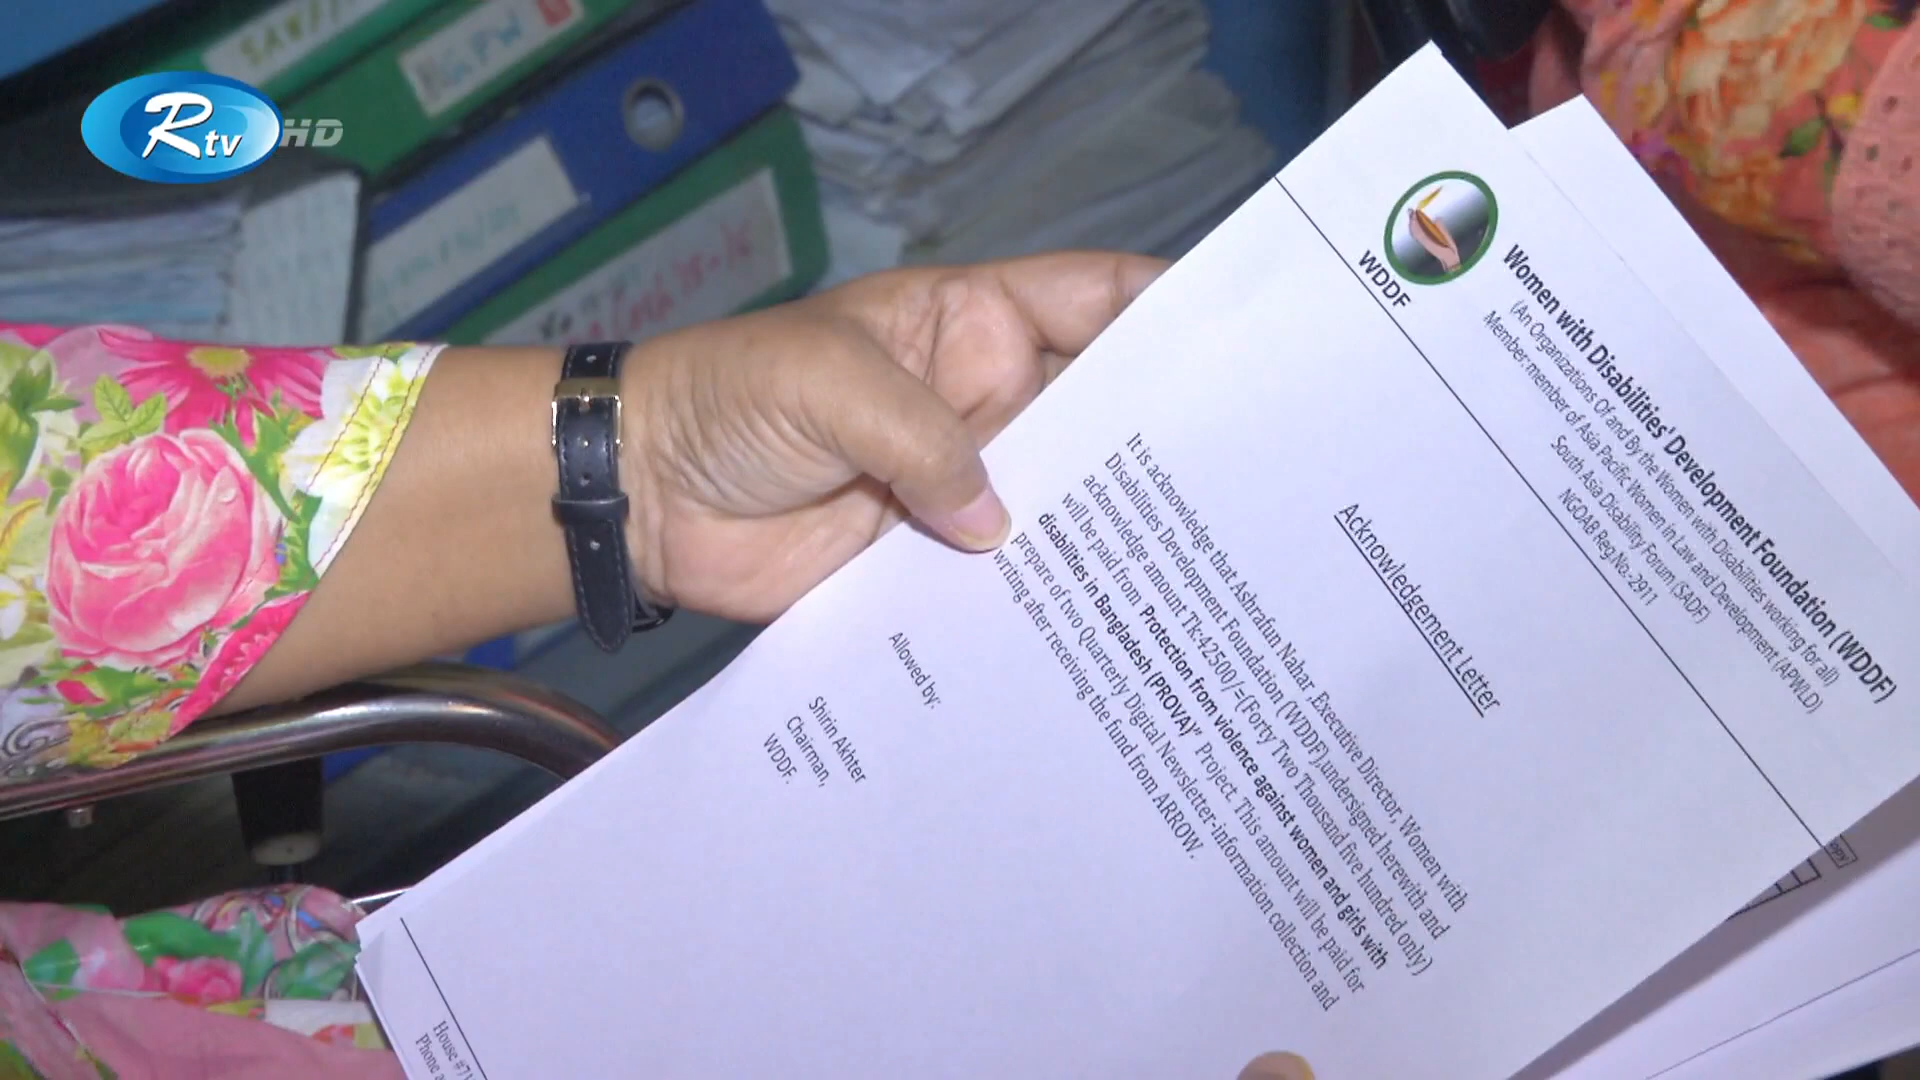 Rtv HD
WDDF
Women with Disabilities' Development Foundation (WDDF)
(An Organizations Of and By the Women with Disabilities working for all)
Member: member of Asia Pacific Women in Law and Development (APWLD)
South Asia Disability Forum (SADF)
NGOAB Reg.No.-2911
Acknowledgement Letter
It is acknowledge that Ashrafun Nahar ,Executive Director, Women with
Disabilities Development Foundation (WDDF),undersigned herewith and
acknowledge amount Tk:42500/=(Forty Two Thousand five hundred only)
will be paid from 'Protection from violence against women and girls with
disabilities in Bangladesh (PROVA)" Project. This amount will be paid for
prepare of two Quarterly Digital Newsletter-information collection and
writing after receiving the fund from ARROW.
Allowed by:
Shirin Akhter
Chairman,
WDDF.
House #71
Phone